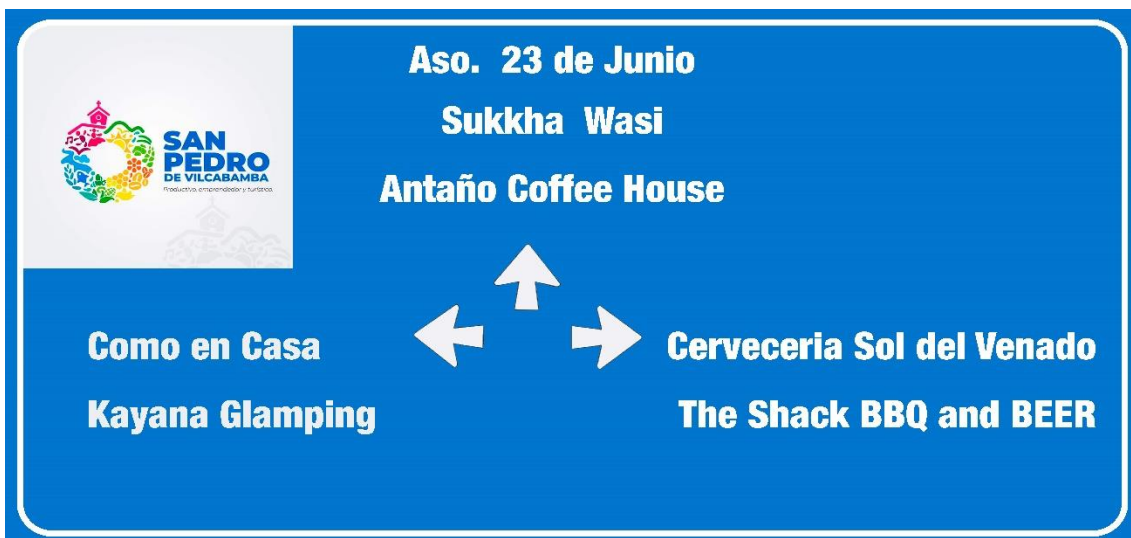 SAN
PEDRO
DE VILCABAMBA
Productivo, emprendedor y turístico.
Aso. 23 de Junio
Sukkha Wasi
Antaño Coffee House
Como en Casa
Kayana Glamping
Cerveceria Sol del Venado
The Shack BBQ and BEER